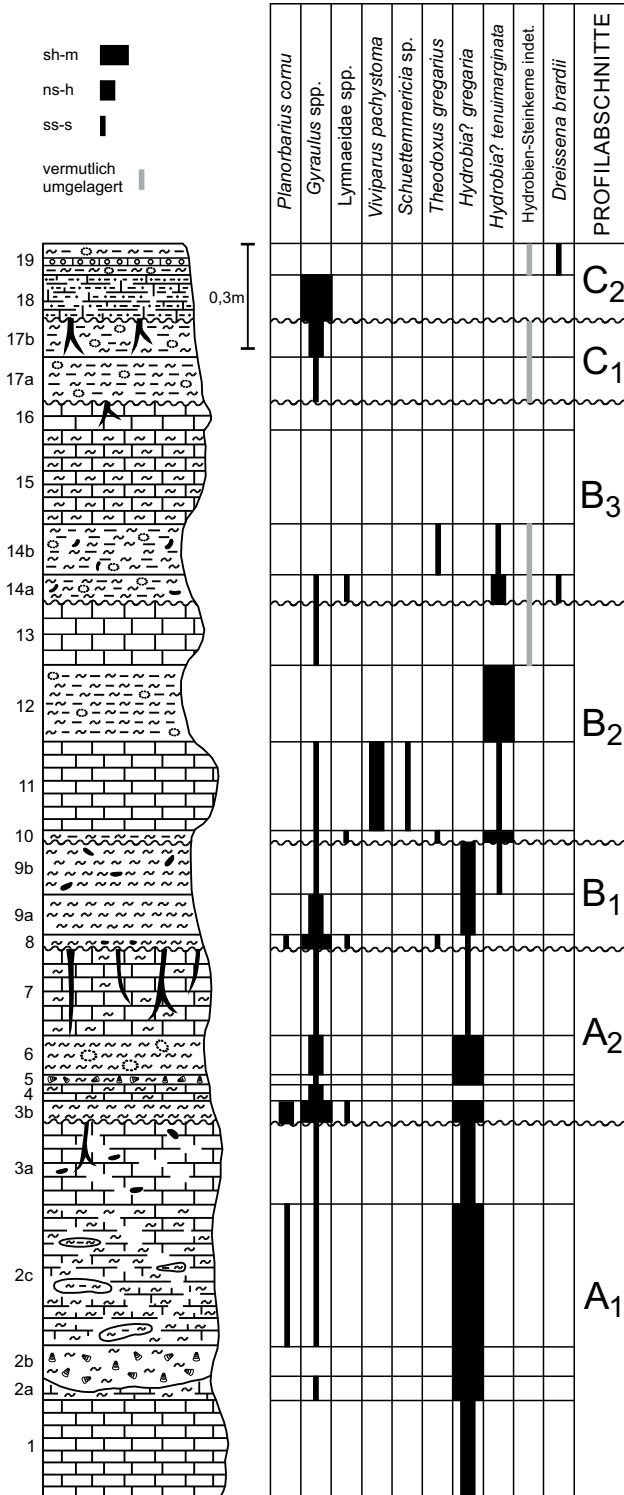 sh-m
ns-h
ss-s
vermutlich
umgelagert
Planorbarius cornu
Gyraulus spp.
Lymnaeidae spp.
Viviparus pachystoma
Schuettemmericia sp.
Theodoxus gregarius
Hydrobia? gregaria
Hydrobia? tenuimarginata
Hydrobien-Steinkerne indet.
Dreissena brardii
PROFILABSCHNITTE
0,3m
19
18
17b
17a
16
15
14b
14a
13
12
11
10
9b
9a
8
7
6
5
4
3b
3a
2c
2b
2a
1
C2
C1
B3
B2
B1
A2
A1